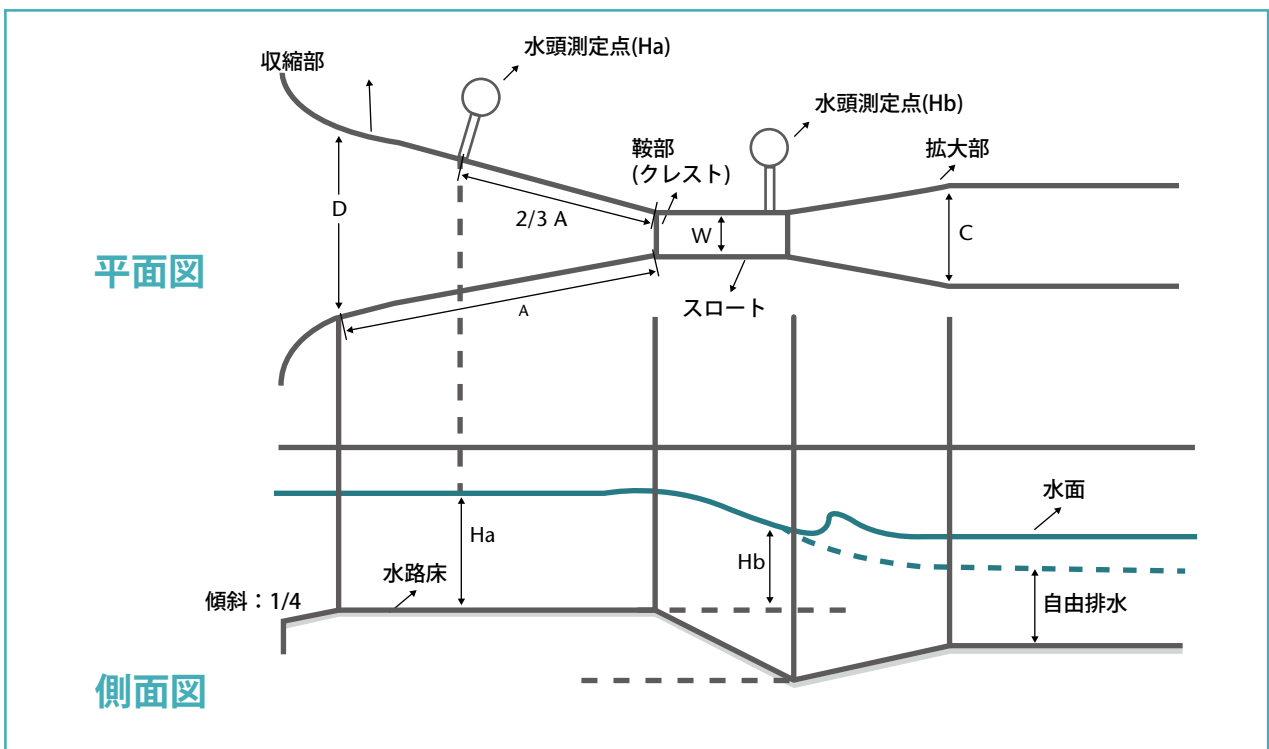 収縮部
水頭測定点(Ha)
水頭測定点(Hb)
鞍部
(クレスト)
拡大部
D
2/3 A
W
C
平面図
A
スロート
水面
Ha
Hb
水路床
傾斜：1/4
自由排水
側面図